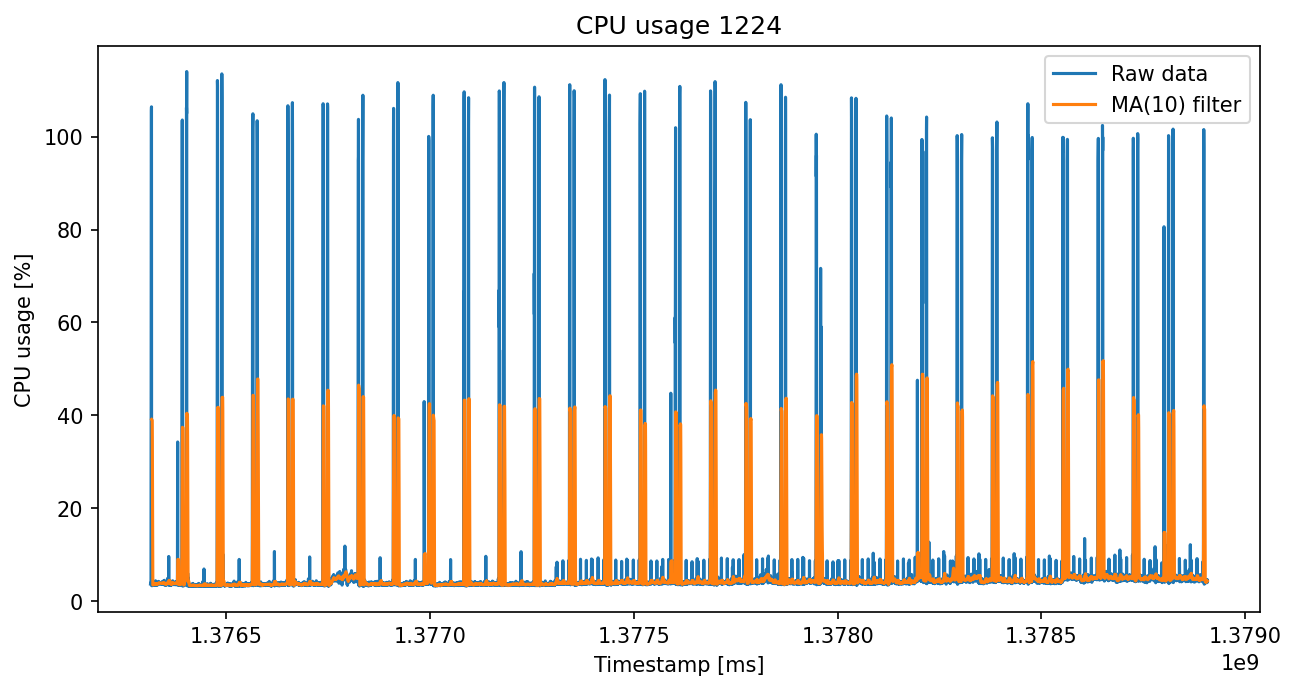 CPU usage 1224
Raw data
MA(10) filter
CPU usage [%]
100
80
60
40
20
0
1.3765 1.3770 1.3775 1.3780 1.3785 1.3790
1e9
Timestamp [ms]